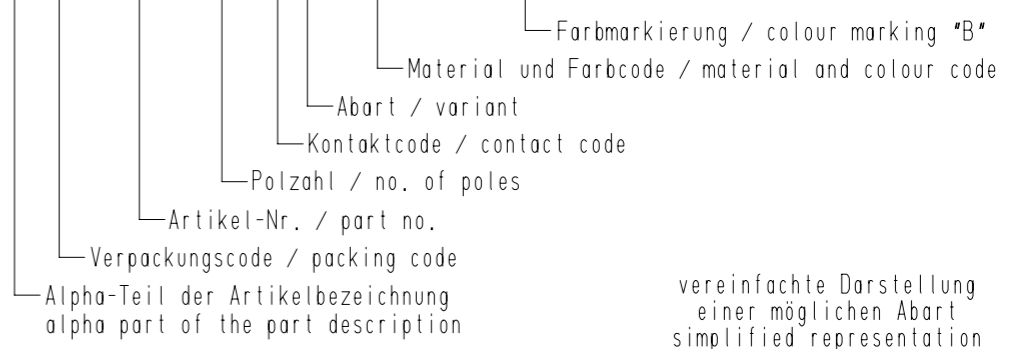 Farbmarkierung / colour marking "B"
Material und Farbcode / material and colour code
Abart / variant
Kontaktcode / contact code
Polzahl / no. of poles
Artikel-Nr. / part no.
Verpackungscode / packing code
Alpha-Teil der Artikelbezeichnung
alpha part of the part description
vereinfachte Darstellung
einer möglichen Abart
simplified representation